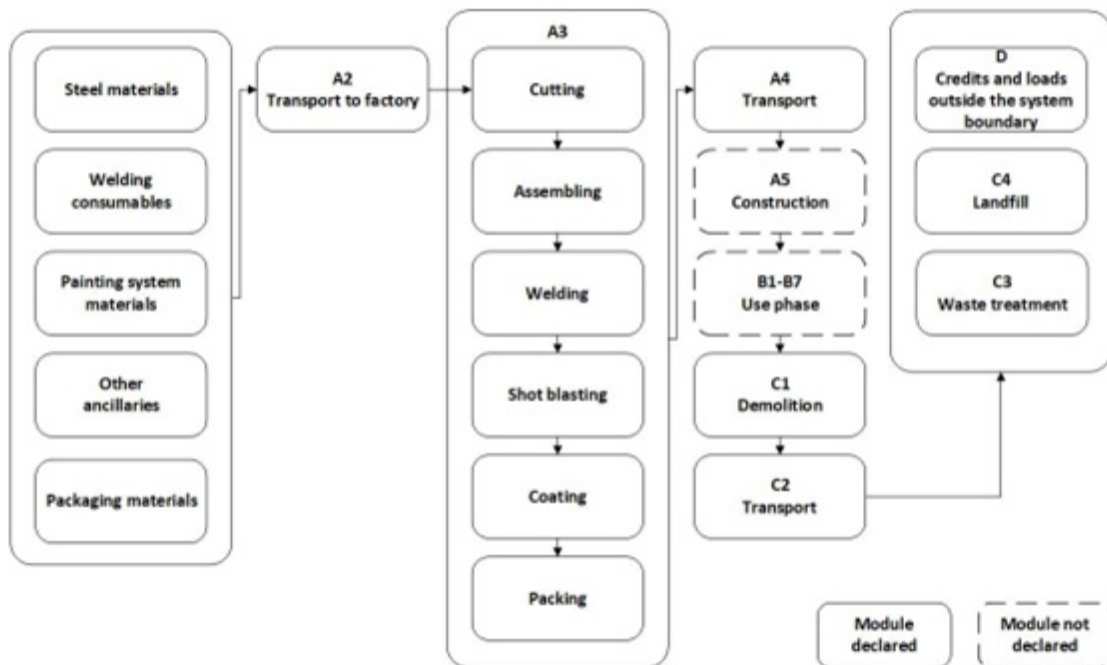 Steel materials
Welding
consumables
Painting system
materials
Other
ancillaries
Packaging materials
A2
Transport to factory
A3
Cutting
Assembling
Welding
Shot blasting
Coating
Packing
A4
Transport
A5
Construction
B1-B7
Use phase
C1
Demolition
C2
Transport
D
Credits and loads
outside the system
boundary
C4
Landfill
C3
Waste treatment
Module
declared
Module not
declared